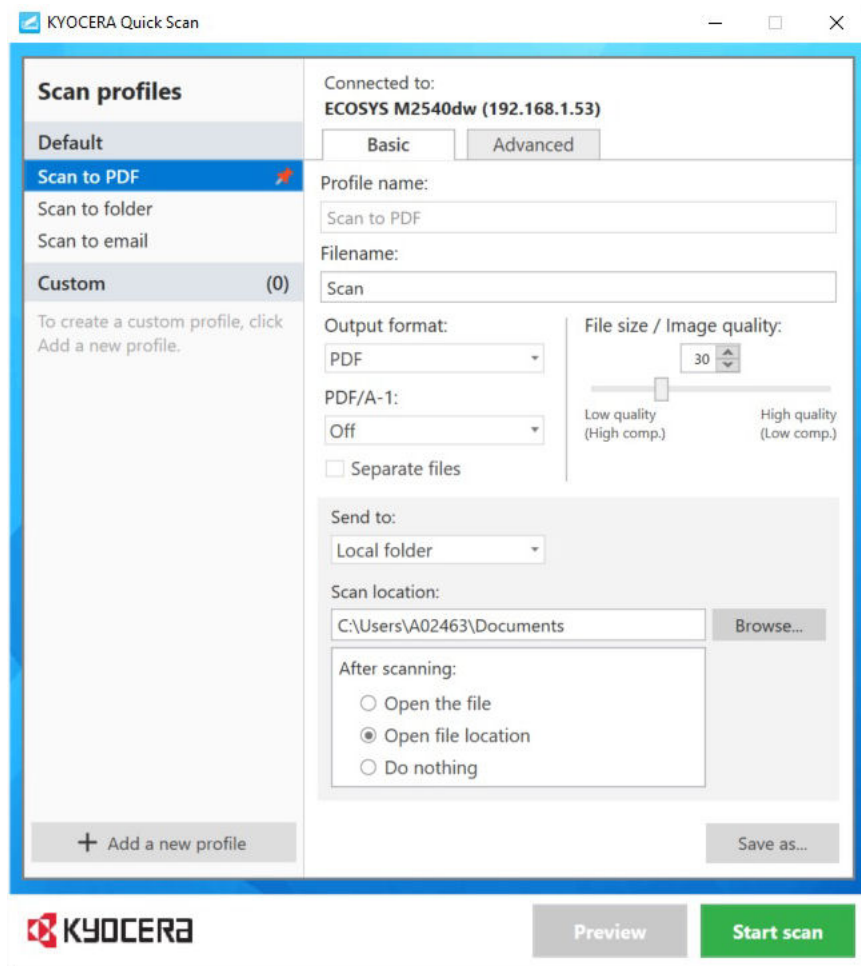 KYOCERA Quick Scan
Scan profiles
Default
Scan to PDF
Scan to folder
Scan to email
Custom (0)
To create a custom profile, click
Add a new profile.
+ Add a new profile
Connected to:
ECOSYS M2540dw (192.168.1.53)
Basic Advanced
Profile name:
Scan to PDF
Filename:
Scan
Output format:
PDF
PDF/A-1:
Off
Separate files
File size / Image quality:
30
Low quality High quality
(High comp.) (Low comp.)
Send to:
Local folder
Scan location:
C:\Users\A02463\Documents Browse...
After scanning:
Open the file
Open file location
Do nothing
Save as...
KYOCERA
Preview Start scan